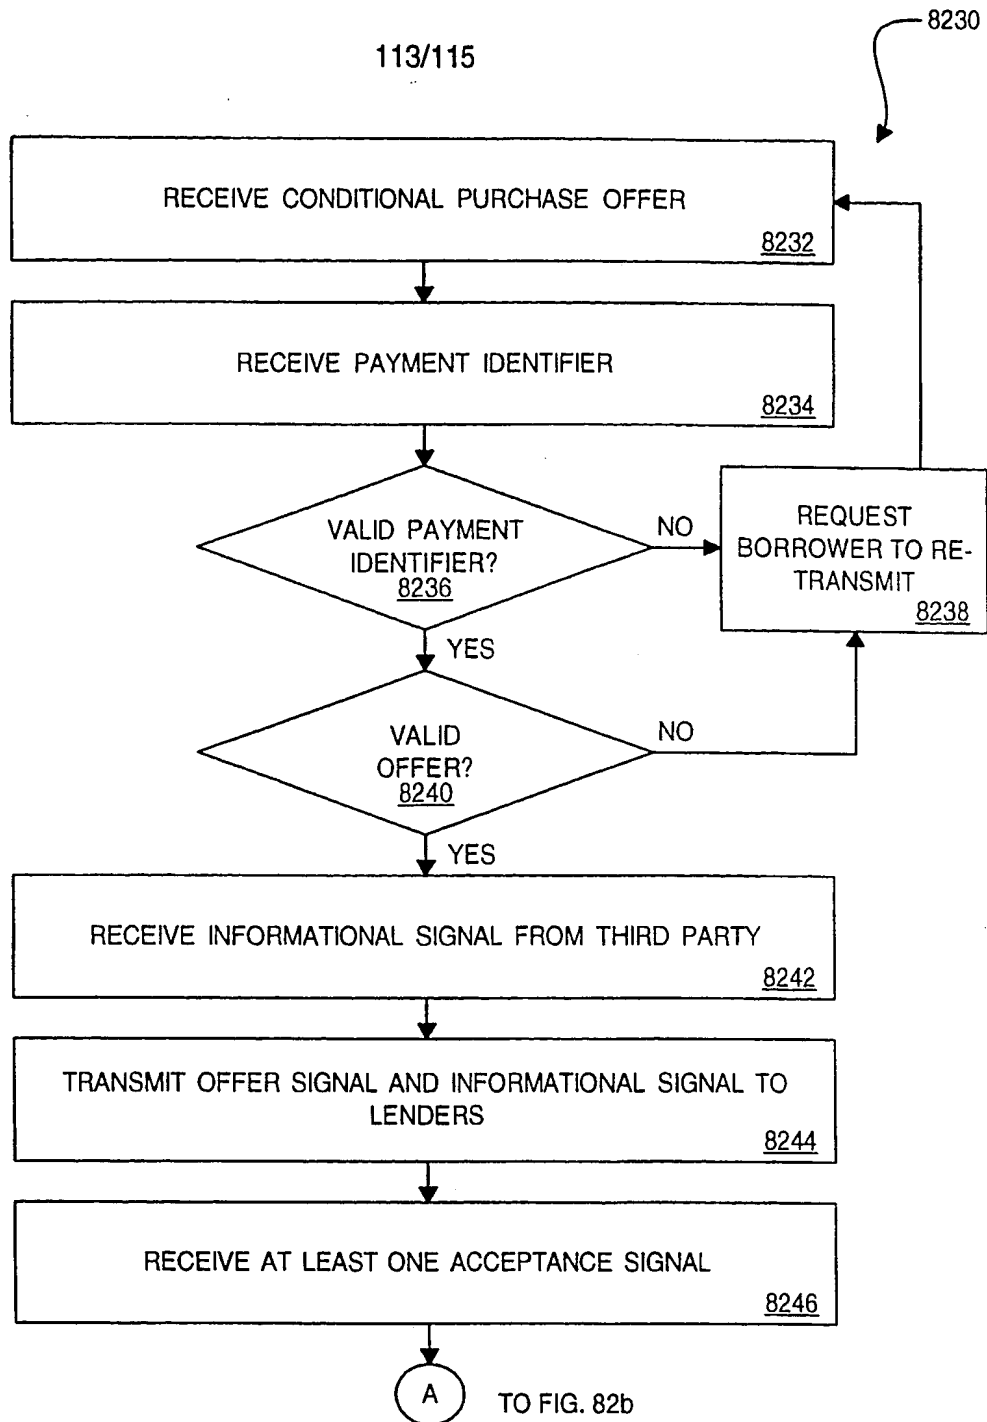 8230
113/115
RECEIVE CONDITIONAL PURCHASE OFFER
8232
RECEIVE PAYMENT IDENTIFIER
8234
VALID PAYMENT
IDENTIFIER?
8236
NO
REQUEST
BORROWER TO RE-
TRANSMIT
8238
YES
VALID
OFFER?
8240
NO
YES
RECEIVE INFORMATIONAL SIGNAL FROM THIRD PARTY
8242
TRANSMIT OFFER SIGNAL AND INFORMATIONAL SIGNAL TO
LENDERS
8244
RECEIVE AT LEAST ONE ACCEPTANCE SIGNAL
8246
A
TO FIG. 82b